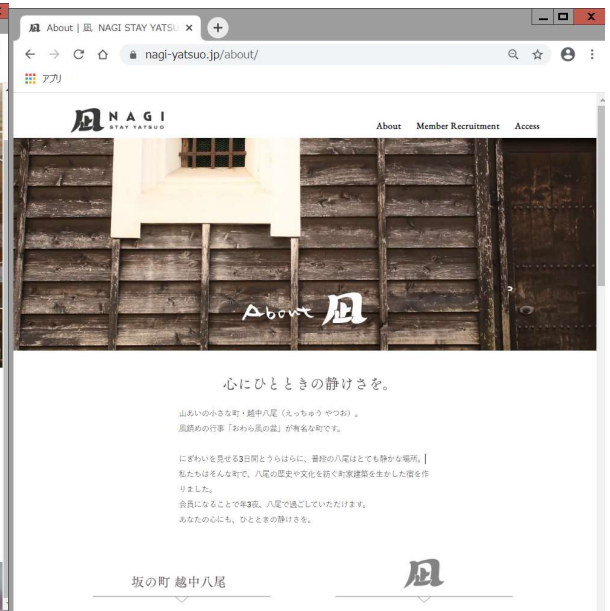 About | 凪 NAGI STAY YATSU
nagi-yatsuo.jp/about/
アプリ
凪 NAGI
STAY YATSUO
About Member Recruitment Access
About 凪
心にひとときの静けさを。
山あいの小さな町・越中八尾（えっちゅう やつお）。
風鎮めの行事「おわら風の盆」が有名な町です。
にぎわいを見せる3日間とうらはらに、普段の八尾はとても静かな場所。
私たちはそんな町で、八尾の歴史や文化を紡ぐ町家建築を生かした宿を作
りました。
会員になることで年3夜、八尾で過ごしていただけます。
あなたの心にも、ひとときの静けさを。
坂の町 越中八尾
凪